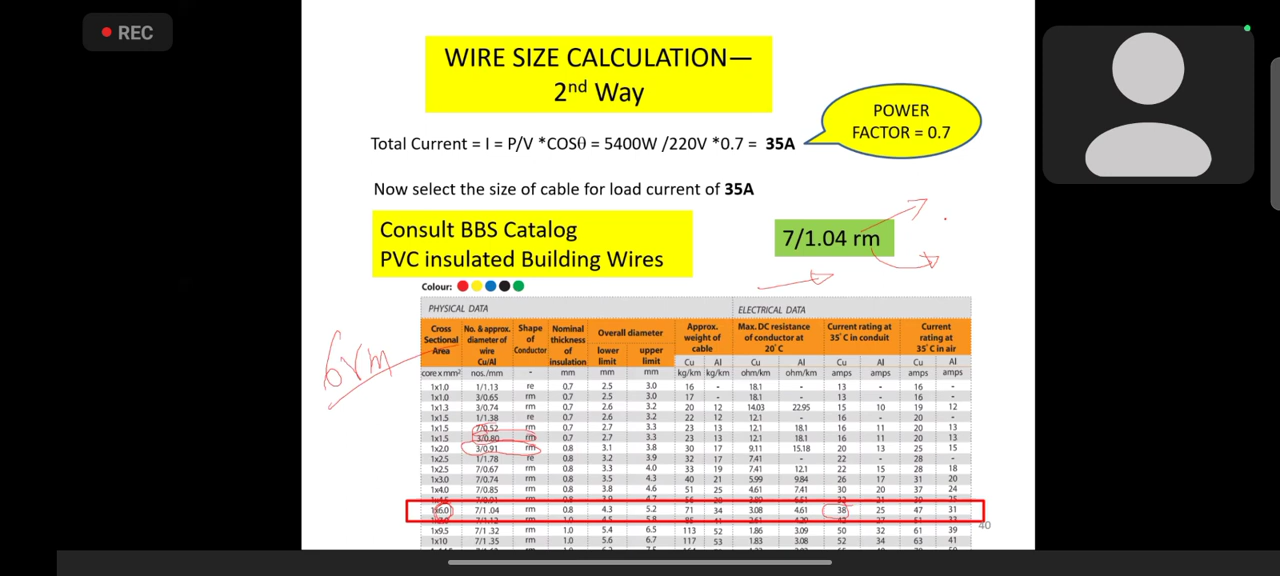 REC
WIRE SIZE CALCULATION—
2nd Way
POWER
FACTOR = 0.7
Total Current = I = P/V *COSθ = 5400W /220V *0.7 = 35A
Now select the size of cable for load current of 35A
Consult BBS Catalog
PVC insulated Building Wires
7/1.04 rm
6rm
Colour:
PHYSICAL DATA ELECTRICAL DATA
Cross Sectional Area No. & approx. diameter of wire Cu/Al Shape of Conductor Nominal thickness of insulation Overall diameter Approx. weight of cable Max. DC resistance of conductor at 20°C Current rating at 35°C in conduit Current rating at 35°C in air
lower limit upper limit Cu Al Cu Al Cu Al Cu Al
core x mm² nos./mm - mm mm mm kg/km kg/km ohm/km ohm/km amps amps amps amps
1x1.0 1/1.13 re 0.7 2.5 3.0 16 - 18.1 - 13 - 16 -
1x1.0 3/0.65 rm 0.7 2.5 3.0 17 - 18.1 - 13 - 16 -
1x1.3 3/0.74 rm 0.7 2.6 3.2 20 12 14.03 22.95 15 10 19 12
1x1.5 1/1.38 re 0.7 2.6 3.2 22 12 12.1 - 16 - 20 -
1x1.5 7/0.52 rm 0.7 2.7 3.3 23 13 12.1 18.1 16 11 20 13
1x1.5 3/0.80 rm 0.7 2.7 3.3 23 13 12.1 18.1 16 11 20 13
1x2.0 3/0.91 rm 0.8 3.1 3.8 30 17 9.11 15.18 20 13 25 15
1x2.5 1/1.78 re 0.8 3.2 3.9 32 17 7.41 - 22 - 28 -
1x2.5 7/0.67 rm 0.8 3.3 4.0 33 19 7.41 12.1 22 15 28 18
1x3.0 7/0.74 rm 0.8 3.5 4.3 40 21 5.99 9.84 26 17 31 20
1x4.0 7/0.85 rm 0.8 3.8 4.6 51 25 4.61 7.41 30 20 37 24
1x6.0 7/1.04 rm 0.8 4.3 5.2 71 34 3.08 4.61 38 25 47 31
1x9.5 7/1.32 rm 1.0 5.4 6.5 113 52 1.86 3.09 50 32 61 39
1x10 7/1.35 rm 1.0 5.6 6.7 117 53 1.83 3.08 52 34 63 41
40